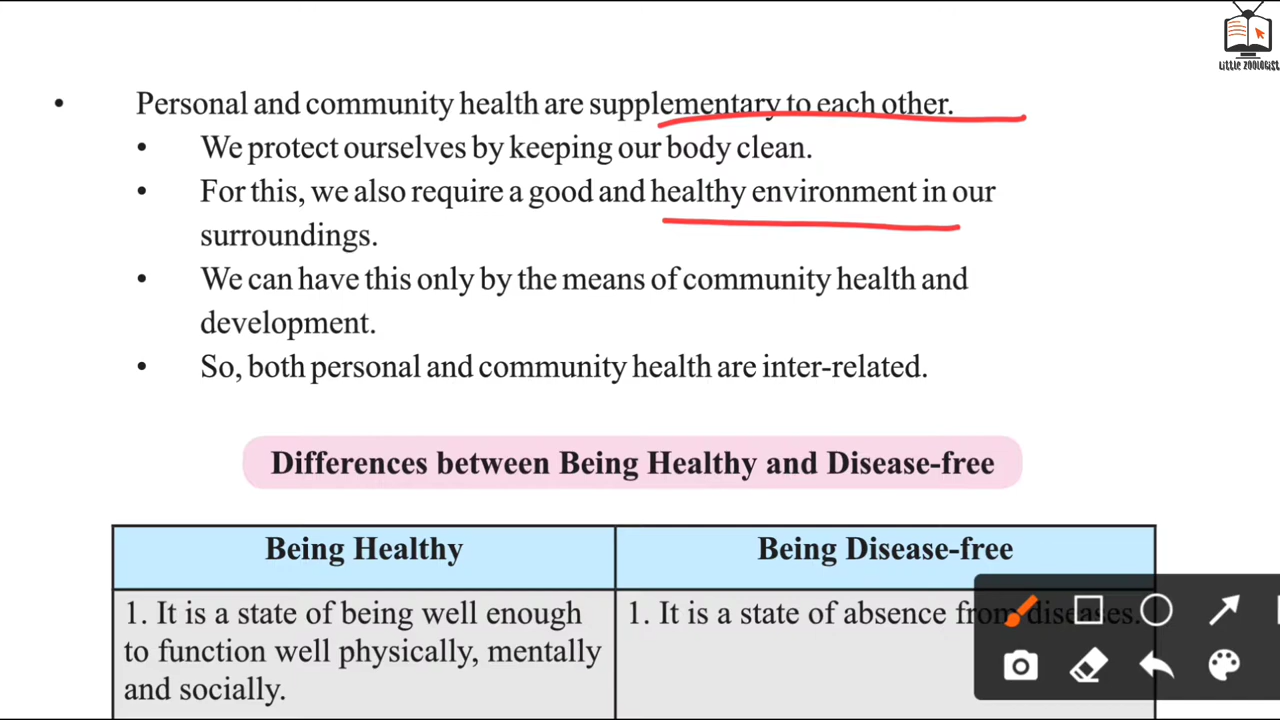 LITTLE ZOOLOGIST
• Personal and community health are supplementary to each other.
• We protect ourselves by keeping our body clean.
• For this, we also require a good and healthy environment in our
surroundings.
• We can have this only by the means of community health and
development.
• So, both personal and community health are inter-related.
Differences between Being Healthy and Disease-free
Being Healthy Being Disease-free
1. It is a state of being well enough
to function well physically, mentally
and socially.
1. It is a state of absence from diseases.